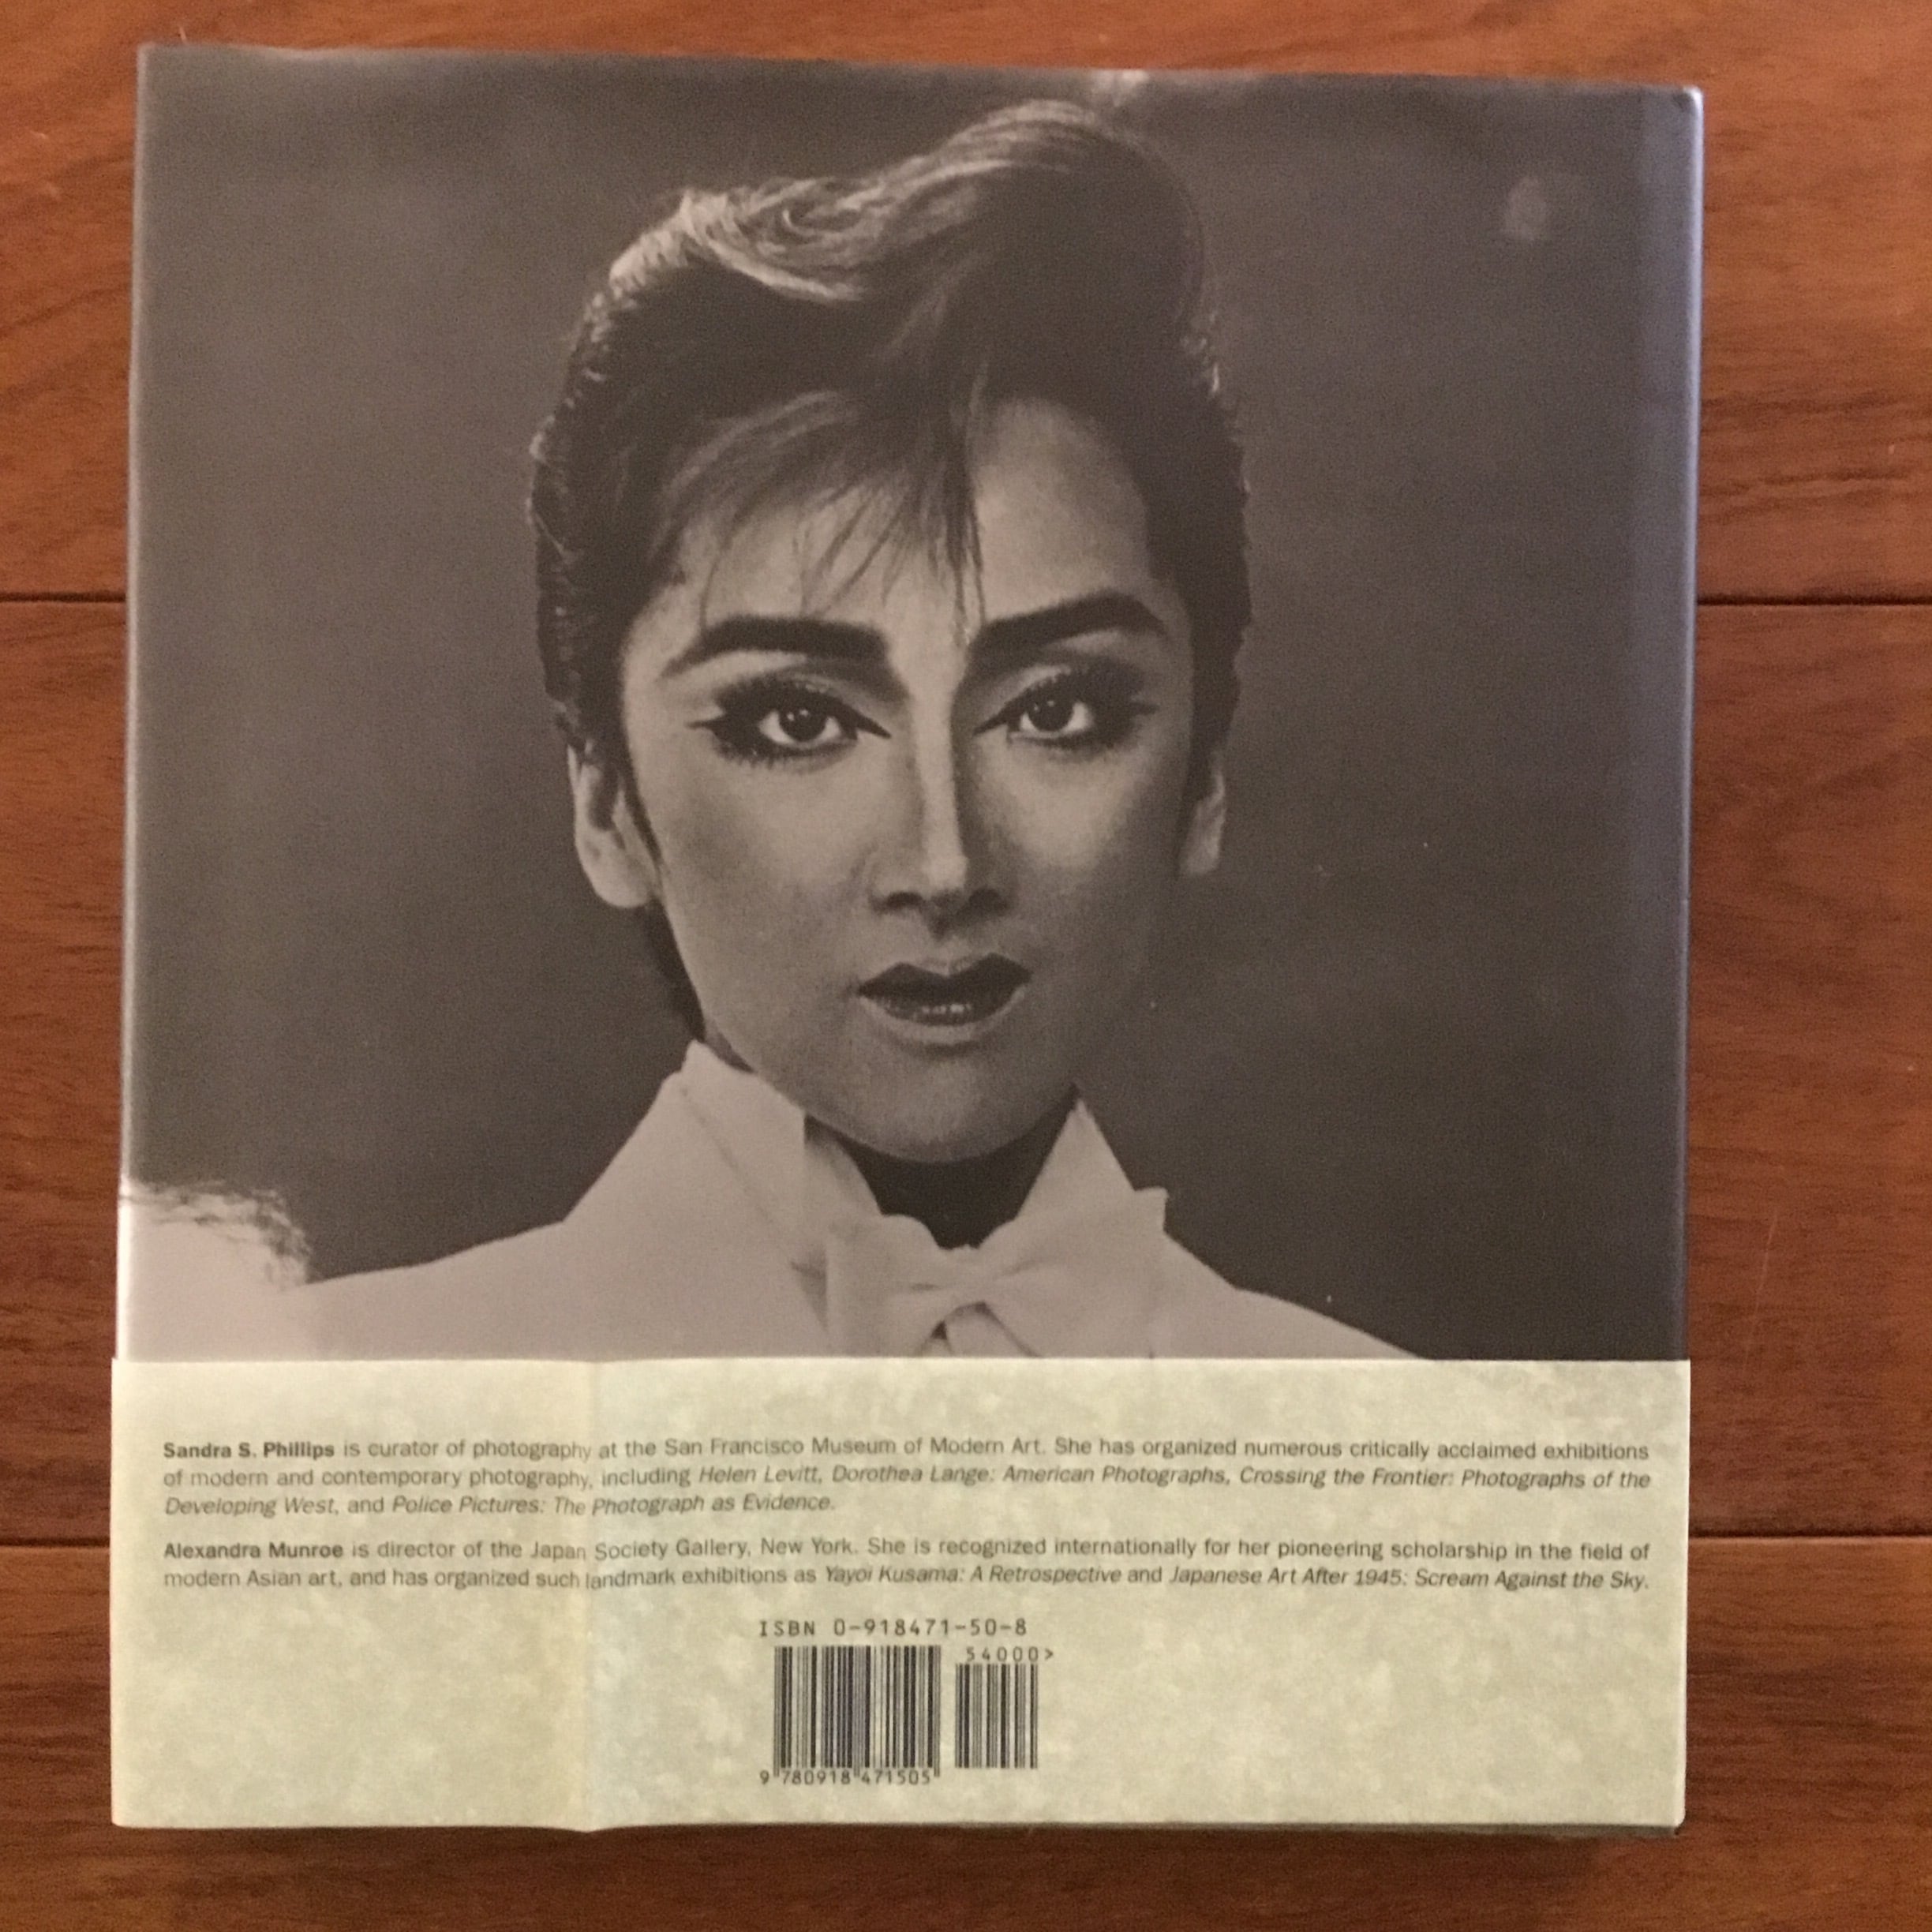 Sandra S. Phillips is curator of photography at the San Francisco Museum of Modern Art. She has organized numerous critically acclaimed exhibitions
of modern and contemporary photography, including Helen Levitt, Dorothea Lange: American Photographs, Crossing the Frontier: Photographs of the
Developing West, and Police Pictures: The Photograph as Evidence.
Alexandra Munroe is director of the Japan Society Gallery, New York. She is recognized internationally for her pioneering scholarship in the field of
modern Asian art, and has organized such landmark exhibitions as Yayoi Kusama: A Retrospective and Japanese Art After 1945: Scream Against the Sky.
ISBN 0-918471-50-8
54000>
9 780918 471505